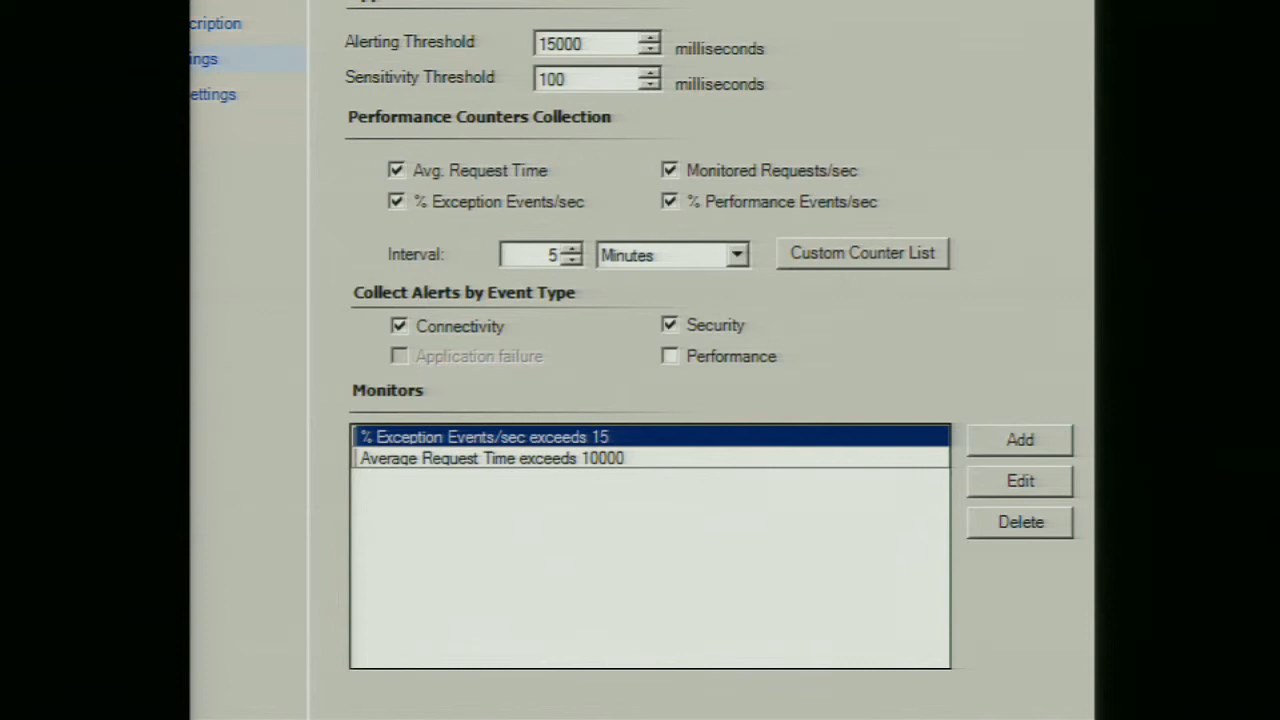 cription
Alerting Threshold 15000 milliseconds
ings
Sensitivity Threshold 100 milliseconds
ettings
Performance Counters Collection
Avg. Request Time Monitored Requests/sec
% Exception Events/sec % Performance Events/sec
Interval: 5 Minutes Custom Counter List
Collect Alerts by Event Type
Connectivity Security
Application failure Performance
Monitors
% Exception Events/sec exceeds 15
Average Request Time exceeds 10000
Add
Edit
Delete